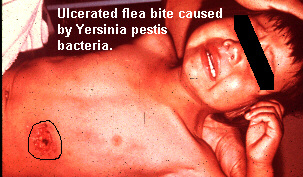 Ulcerated flea bite caused
by Yersinia pestis
bacteria.